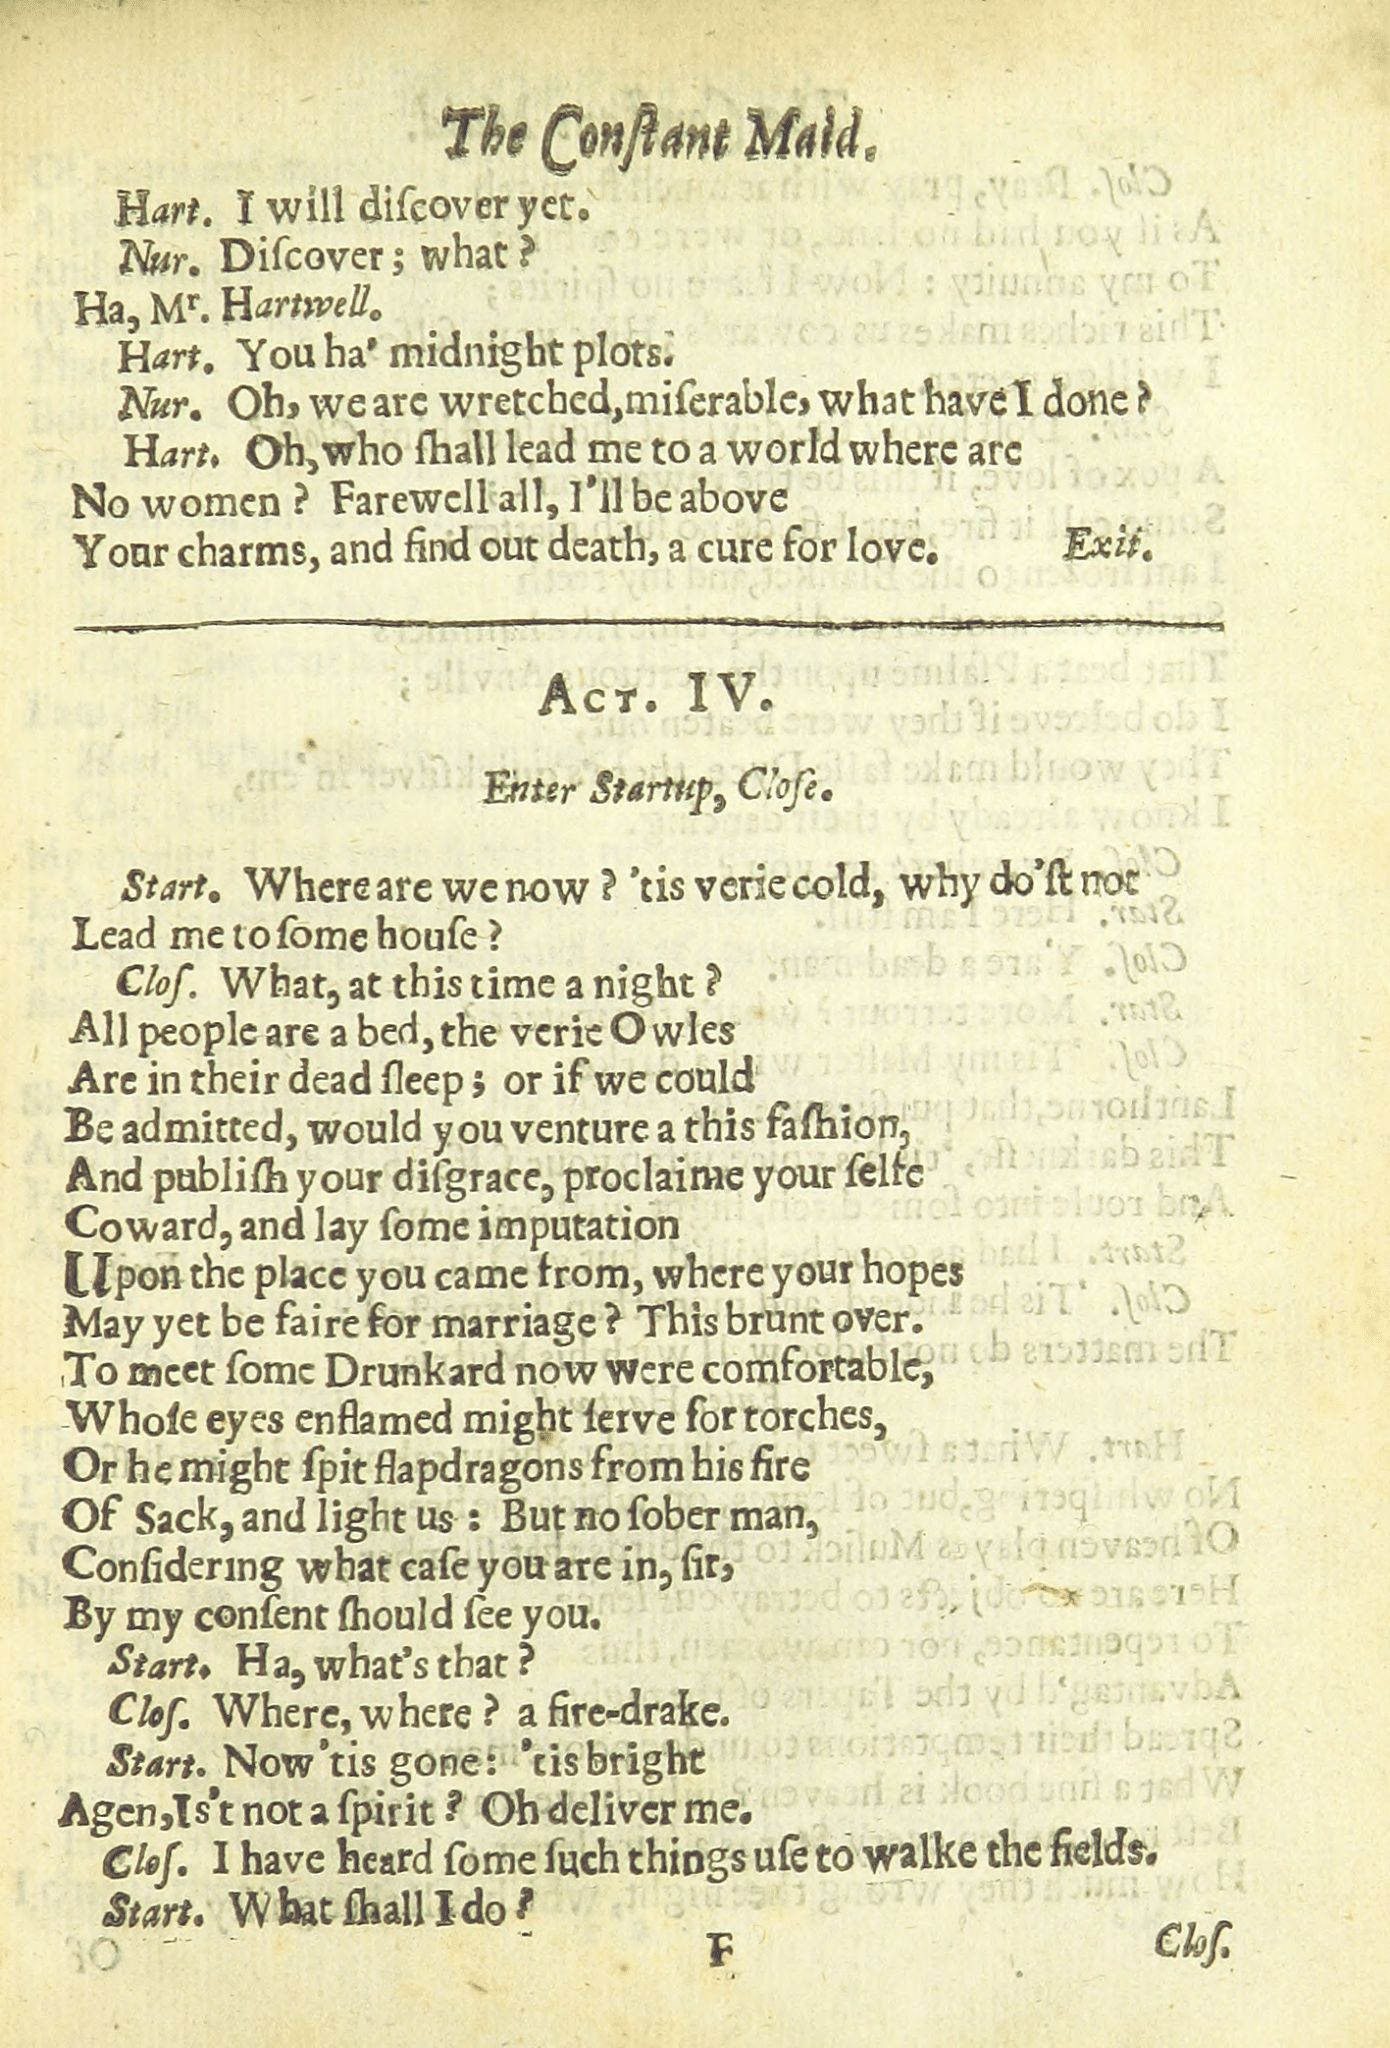 The Conſtant Maid.
Hart. I will diſcover yet.
Nur. Diſcover; what?
Ha, Mr. Hartwell.
Hart. You ha' midnight plots.
Nur. Oh, we are wretched, miſerable, what have I done?
Hart. Oh, who ſhall lead me to a world where are
No women? Farewell all, I'll be above
Your charms, and find out death, a cure for love. Exit.
ACT. IV.
Enter Startup, Cloſe.
Start. Where are we now? 'tis verie cold, why do'ſt not
Lead me to ſome houſe?
Cloſ. What, at this time a night?
All people are a bed, the verie Owles
Are in their dead ſleep; or if we could
Be admitted, would you venture a this faſhion,
And publiſh your diſgrace, proclaime your ſelfe
Coward, and lay ſome imputation
Upon the place you came from, where your hopes
May yet be faire for marriage? This brunt over.
To meet ſome Drunkard now were comfortable,
Whoſe eyes enflamed might ſerve for torches,
Or he might ſpit flapdragons from his fire
Of Sack, and light us: But no ſober man,
Conſidering what caſe you are in, ſir,
By my conſent ſhould ſee you.
Start. Ha, what's that?
Cloſ. Where, where? a fire-drake.
Start. Now 'tis gone: 'tis bright
Agen, Is't not a ſpirit? Oh deliver me.
Cloſ. I have heard ſome ſuch things uſe to walke the fields.
Start. What ſhall I do?
F Cloſ.